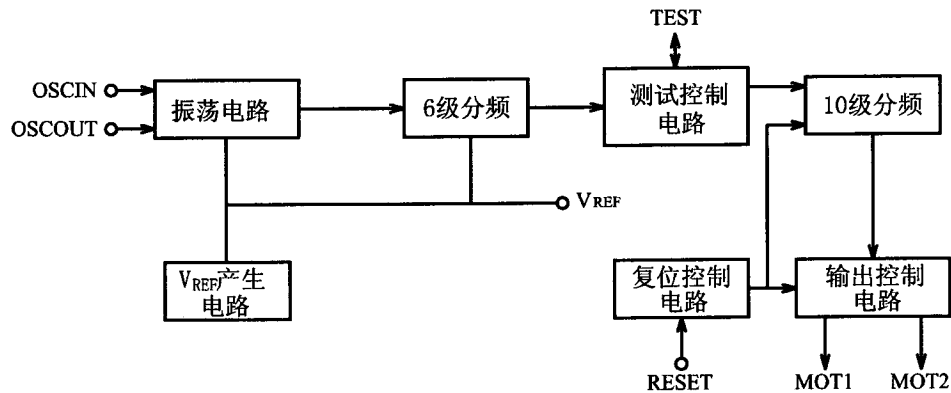 TEST
OSCIN
OSCOUT
振荡电路
6级分频
测试控制
电路
10级分频
VREF
VREF产生
电路
复位控制
电路
输出控制
电路
RESET
MOT1
MOT2